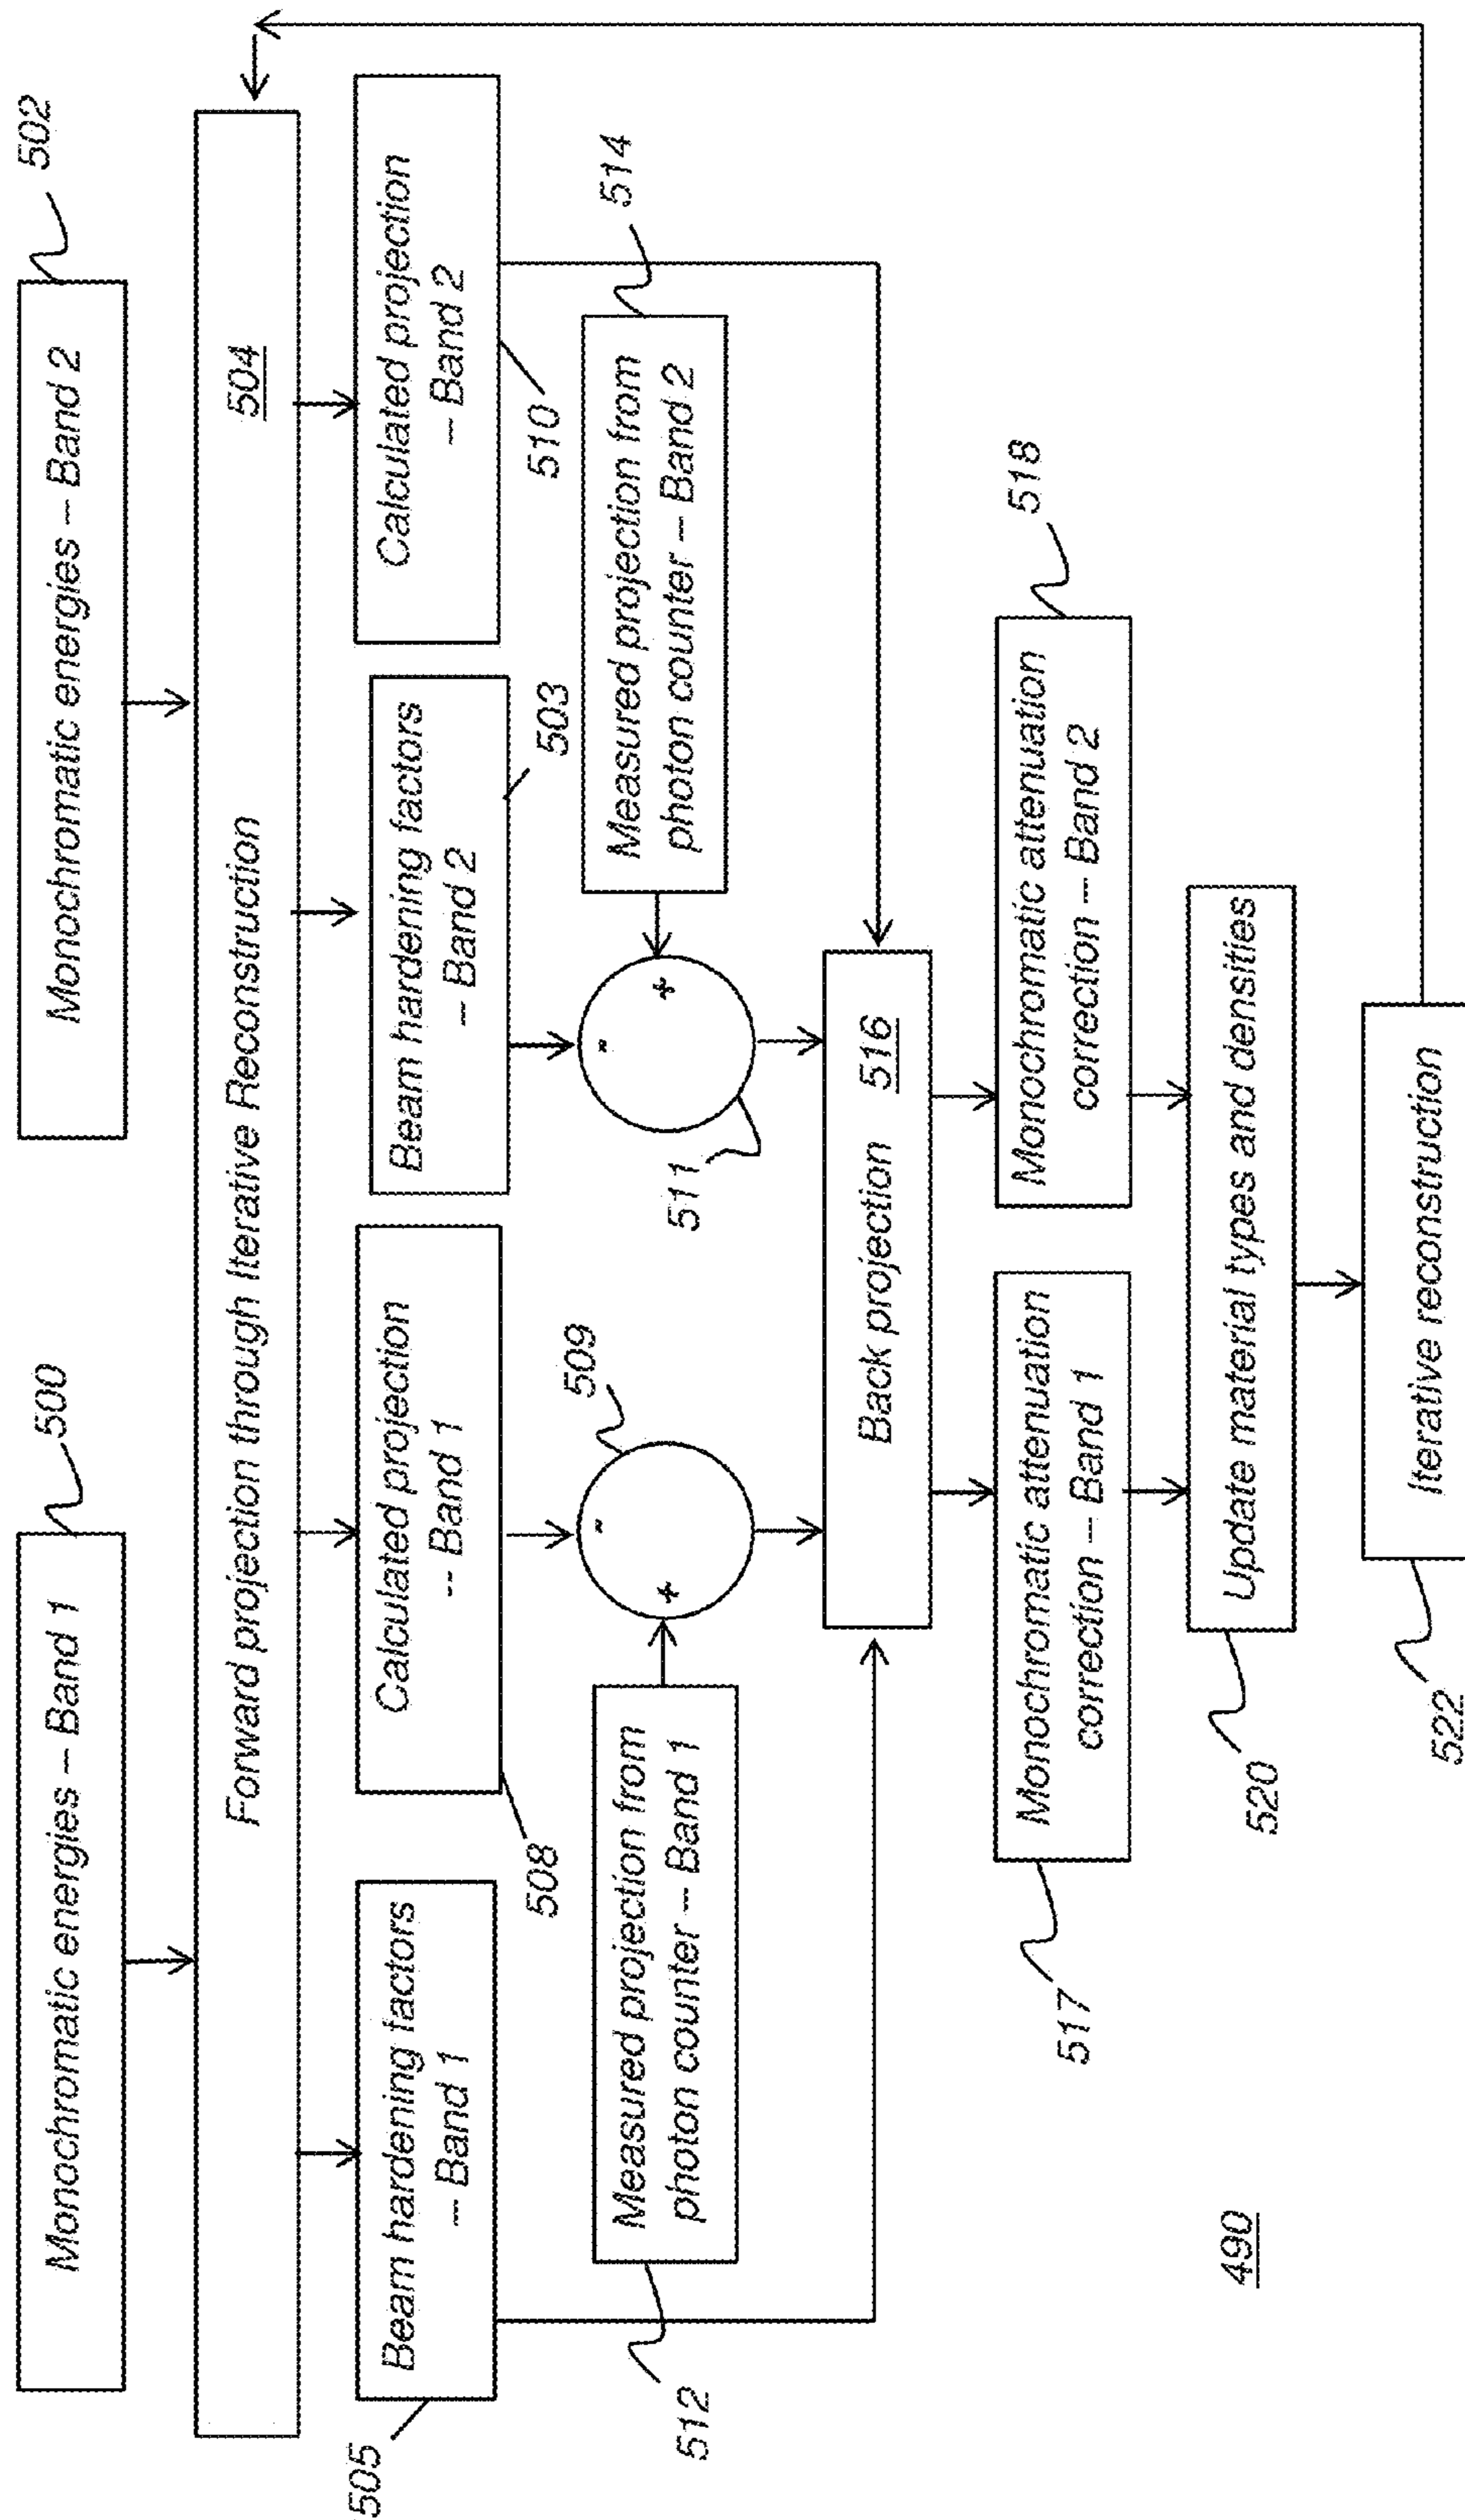 Monochromatic energies – Band 1
500
Monochromatic energies – Band 2
502
Forward projection through Iterative Reconstruction
504
Beam hardening factors
– Band 1
505
Calculated projection
-- Band 1
508
Beam hardening factors
– Band 2
503
Calculated projection
– Band 2
510
Measured projection from
photon counter – Band 1
512
+
-
509
-
+
511
Measured projection from
photon counter – Band 2
514
Back projection 516
Monochromatic attenuation
correction – Band 1
517
Monochromatic attenuation
correction – Band 2
518
Update material types and densities
520
Iterative reconstruction
522
490